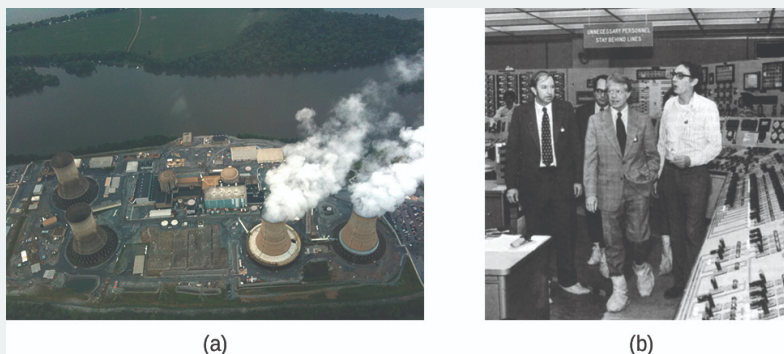 UNNECESSARY PERSONNEL
STAY BEHIND LINES
(a)
(b)